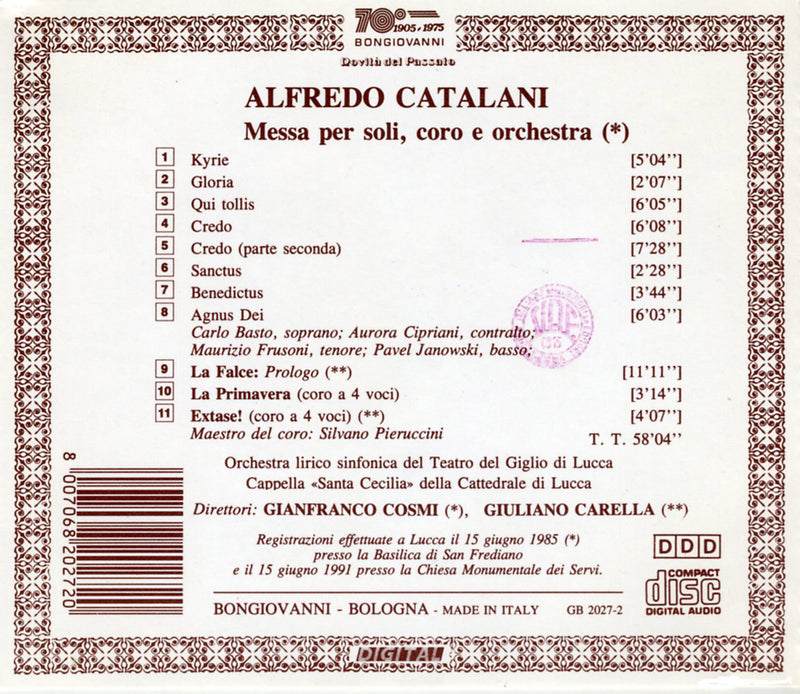 70° 1905 • 1975
BONGIOVANNI
Novità del Passato
ALFREDO CATALANI
Messa per soli, coro e orchestra (*)
1 Kyrie [5'04'']
2 Gloria [2'07'']
3 Qui tollis [6'05'']
4 Credo [6'08'']
5 Credo (parte seconda) [7'28'']
6 Sanctus [2'28'']
7 Benedictus [3'44'']
8 Agnus Dei [6'03'']
Carlo Basto, soprano; Aurora Cipriani, contralto;
Maurizio Frusoni, tenore; Pavel Janowski, basso;
9 La Falce: Prologo (**) [11'11'']
10 La Primavera (coro a 4 voci) [3'14'']
11 Extase! (coro a 4 voci) (**) [4'07'']
Maestro del coro: Silvano Pieruccini
T. T. 58'04''
Orchestra lirico sinfonica del Teatro del Giglio di Lucca
Cappella «Santa Cecilia» della Cattedrale di Lucca
Direttori: GIANFRANCO COSMI (*), GIULIANO CARELLA (**)
Registrazioni effettuate a Lucca il 15 giugno 1985 (*)
presso la Basilica di San Frediano
e il 15 giugno 1991 presso la Chiesa Monumentale dei Servi.
DDD
COMPACT
disc
DIGITAL AUDIO
BONGIOVANNI - BOLOGNA - MADE IN ITALY GB 2027-2
8 007068 202720
DIGITAL